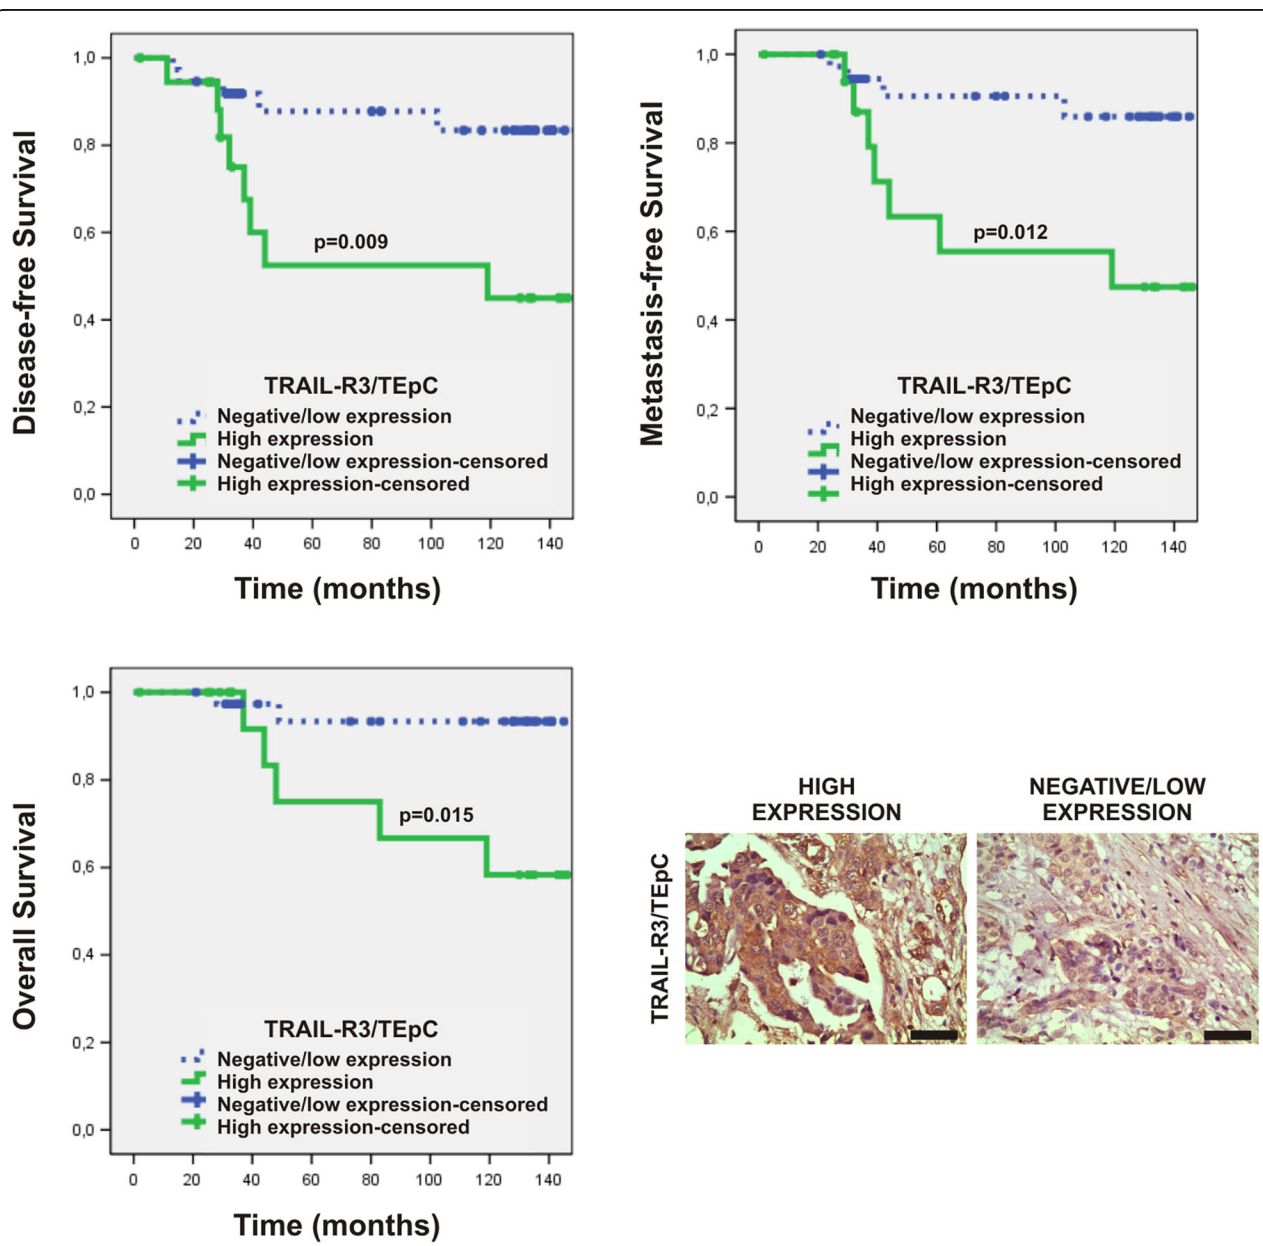 Disease-free Survival
1,0
0,8
0,6
0,4
0,2
0,0
p=0.009
TRAIL-R3/TEpC
Negative/low expression
High expression
Negative/low expression-censored
High expression-censored
0 20 40 60 80 100 120 140
Time (months)
Metastasis-free Survival
1,0
0,8
0,6
0,4
0,2
0,0
p=0.012
TRAIL-R3/TEpC
Negative/low expression
High expression
Negative/low expression-censored
High expression-censored
0 20 40 60 80 100 120 140
Time (months)
Overall Survival
1,0
0,8
0,6
0,4
0,2
0,0
p=0.015
TRAIL-R3/TEpC
Negative/low expression
High expression
Negative/low expression-censored
High expression-censored
0 20 40 60 80 100 120 140
Time (months)
HIGH
EXPRESSION
NEGATIVE/LOW
EXPRESSION
TRAIL-R3/TEpC